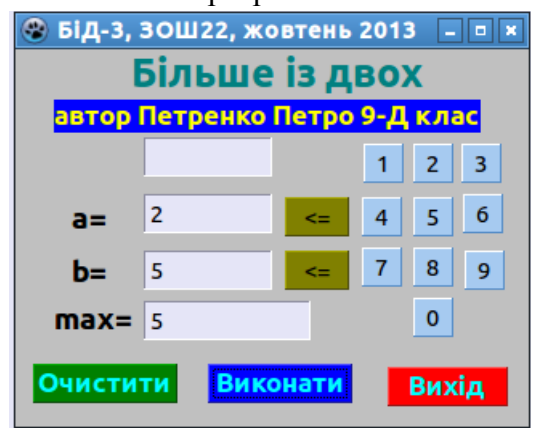 БіД-3, ЗОШ22, жовтень 2013
Більше із двох
автор Петренко Петро 9-Д клас
1 2 3
a= 2 <= 4 5 6
b= 5 <= 7 8 9
max= 5 0
Очистити Виконати Вихід